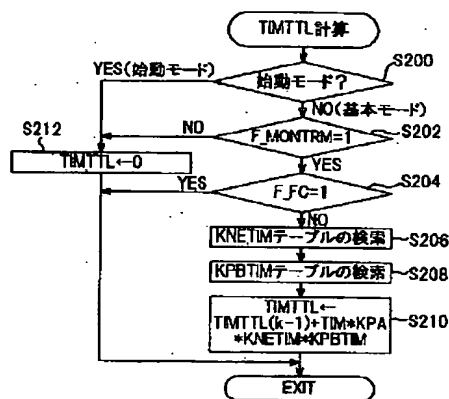 TIMTTL計算
S200
YES(始動モード)
始動モード?
NO(基本モード)
S212
NO
F_MONTRM=1
S202
TIMTTL←0
YES
S204
YES
F_FC=1
NO
KNETIMテーブルの検索
S206
KPBTIMテーブルの検索
S208
TIMTTL←
TIMTTL(k-1)+TIM*KPA
*KNETIM*KPBTIM
S210
EXIT